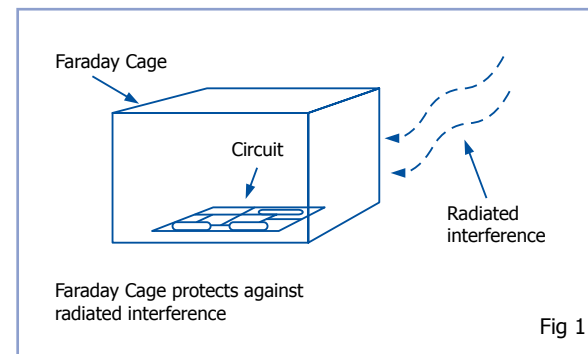 Faraday Cage
Circuit
Radiated
interference
Faraday Cage protects against
radiated interference
Fig 1